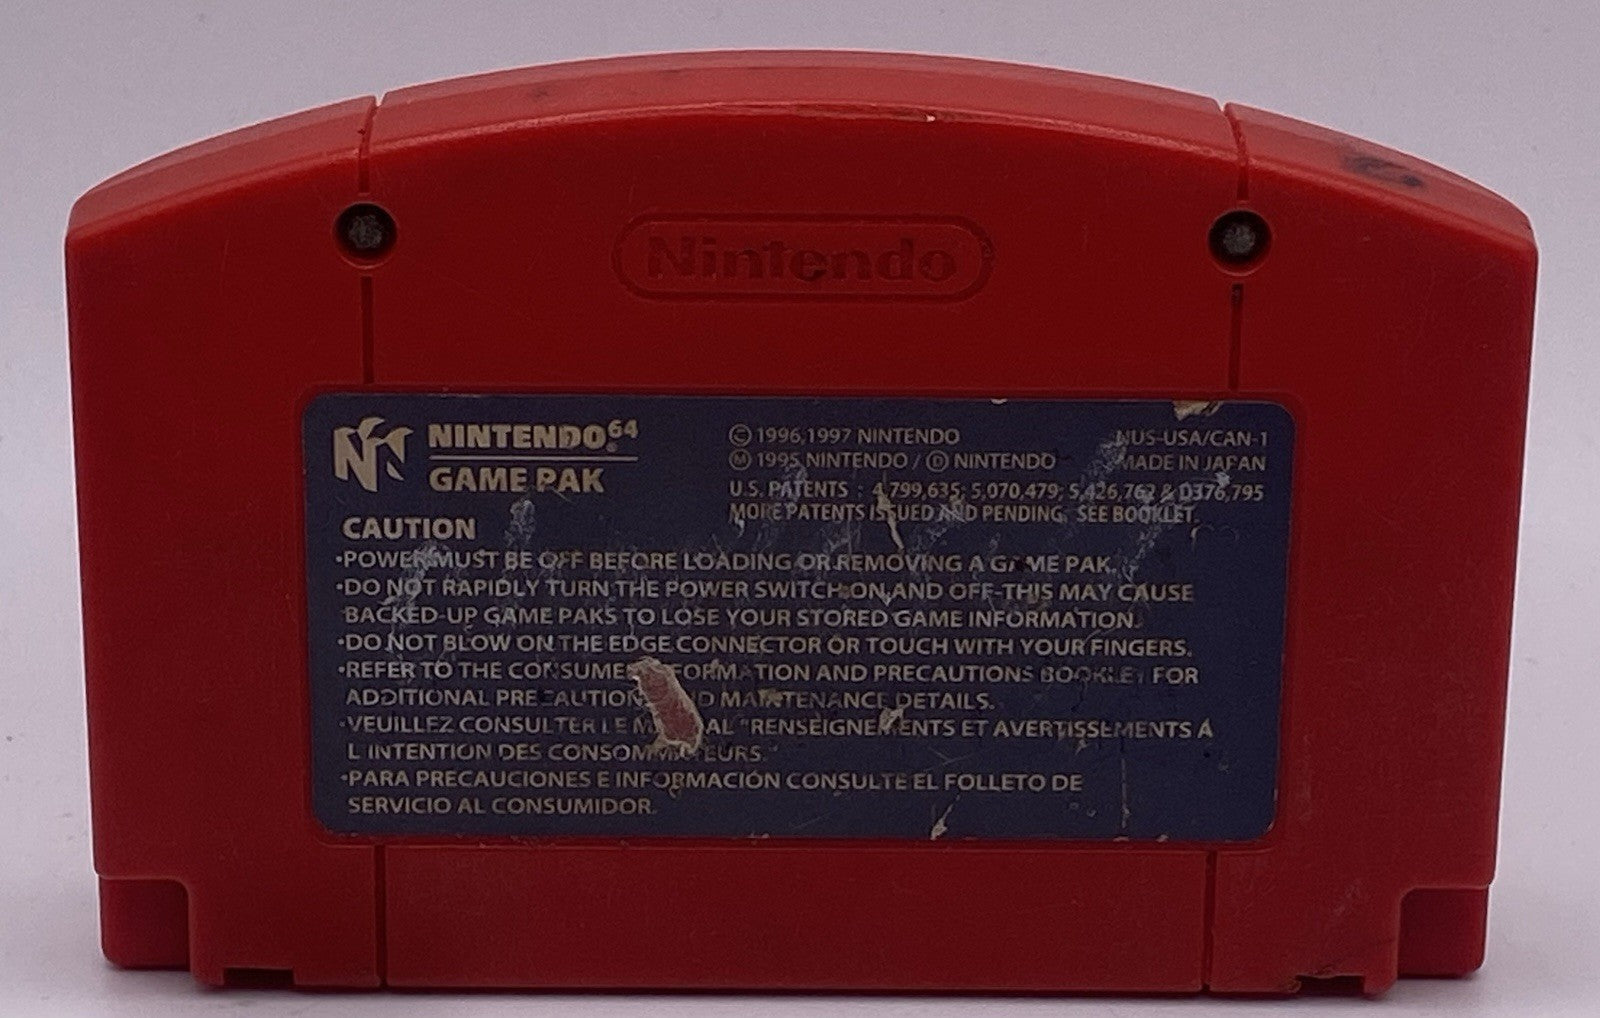 Nintendo
NINTENDO64
GAME PAK
© 1996,1997 NINTENDO
Ⓜ 1995 NINTENDO / Ⓓ NINTENDO
U.S. PATENTS : 4,799,635; 5,070,479; 5,426,762 & D376,795
MORE PATENTS ISSUED AND PENDING, SEE BOOKLET.
NUS-USA/CAN-1
MADE IN JAPAN
CAUTION
•POWER MUST BE OFF BEFORE LOADING OR REMOVING A GAME PAK.
•DO NOT RAPIDLY TURN THE POWER SWITCH ON AND OFF-THIS MAY CAUSE
BACKED-UP GAME PAKS TO LOSE YOUR STORED GAME INFORMATION.
•DO NOT BLOW ON THE EDGE CONNECTOR OR TOUCH WITH YOUR FINGERS.
•REFER TO THE CONSUMER INFORMATION AND PRECAUTIONS BOOKLET FOR
ADDITIONAL PRECAUTIONS AND MAINTENANCE DETAILS.
•VEUILLEZ CONSULTER LE "RENSEIGNEMENTS ET AVERTISSEMENTS À
L INTENTION DES CONSOMMATEURS."
•PARA PRECAUCIONES E INFORMACIÓN CONSULTE EL FOLLETO DE
SERVICIO AL CONSUMIDOR.